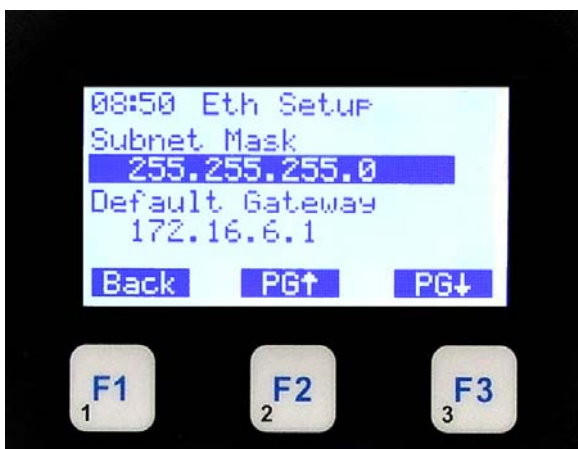 08:50 Eth Setup
Subnet Mask
255.255.255.0
Default Gateway
172.16.6.1
Back PG↑ PG↓
F1 F2 F3
1 2 3